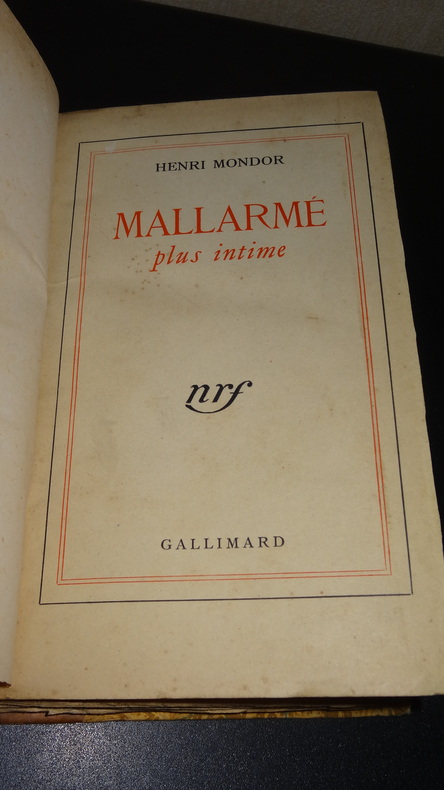 HENRI MONDOR
MALLARMÉ
plus intime
nrf
GALLIMARD